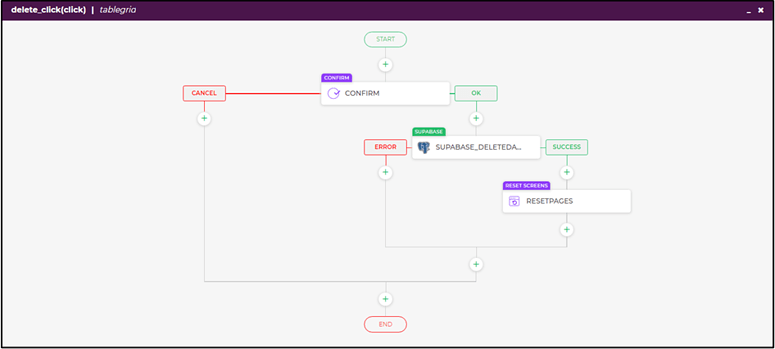 delete_click(click) | tablegria
START
CONFIRM
CONFIRM
CANCEL
OK
SUPABASE
SUPABASE_DELETEDA...
ERROR
SUCCESS
RESET SCREENS
RESETPAGES
END